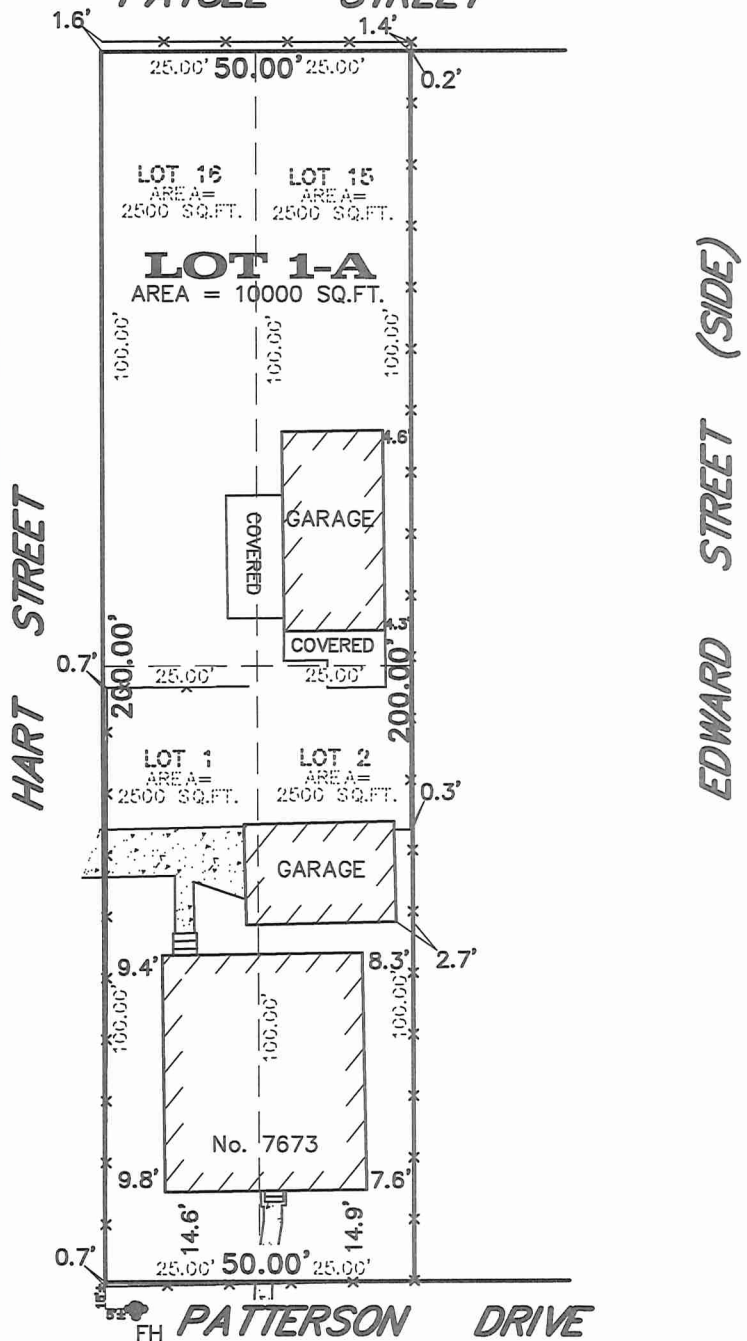 STREET
1.6'
1.4'
25.00' 50.00' 25.00'
0.2'
LOT 16
AREA=
2500 SQ.FT.
LOT 15
AREA=
2500 SQ.FT.
LOT 1-A
AREA = 10000 SQ.FT.
100.00'
100.00'
100.00'
EDWARD STREET (SIDE)
HART STREET
4.6'
GARAGE
COVERED
4.3'
COVERED
0.7'
200.00'
25.00'
25.00'
200.00'
LOT 1
AREA=
2500 SQ.FT.
LOT 2
AREA=
2500 SQ.FT.
0.3'
GARAGE
2.7'
9.4'
8.3'
100.00'
100.00'
100.00'
No. 7673
9.8'
7.6'
14.6'
14.9'
0.7'
25.00' 50.00' 25.00'
FH
PATTERSON DRIVE